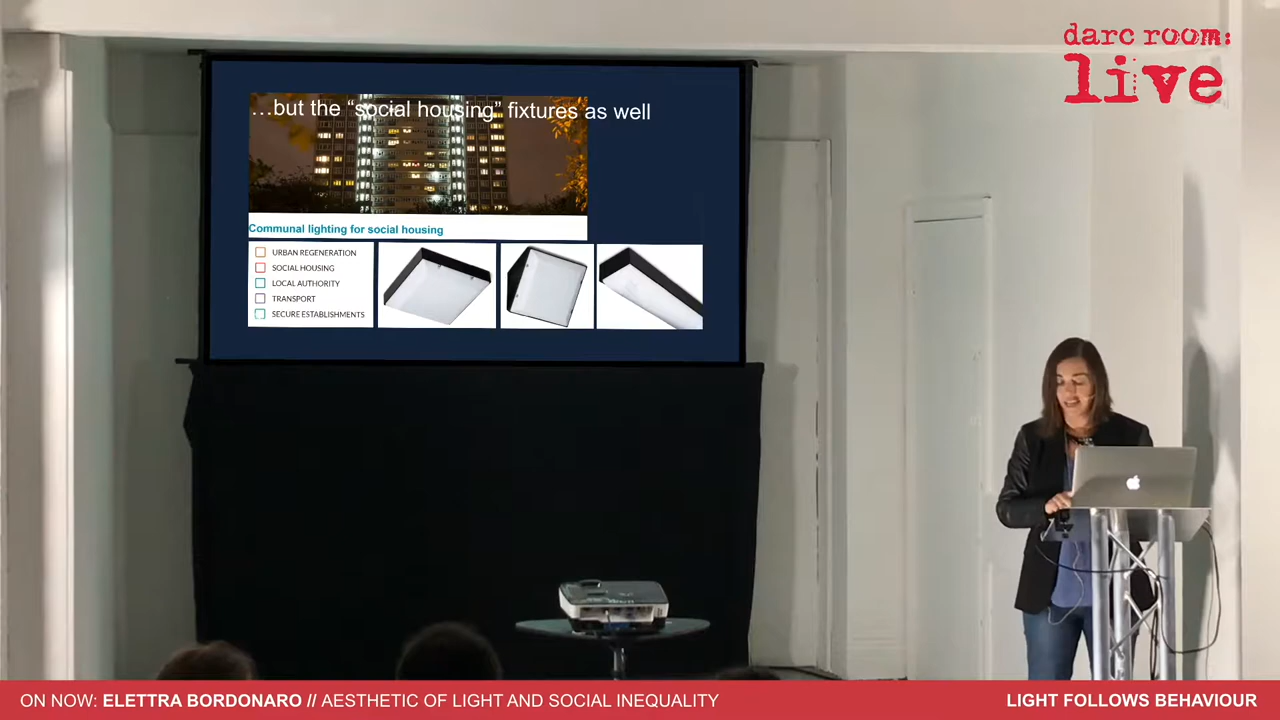 darc room:
live
…but the “social housing” fixtures as well
Communal lighting for social housing
URBAN REGENERATION
SOCIAL HOUSING
LOCAL AUTHORITY
TRANSPORT
SECURE ESTABLISHMENTS
ON NOW: ELETTRA BORDONARO // AESTHETIC OF LIGHT AND SOCIAL INEQUALITY
LIGHT FOLLOWS BEHAVIOUR